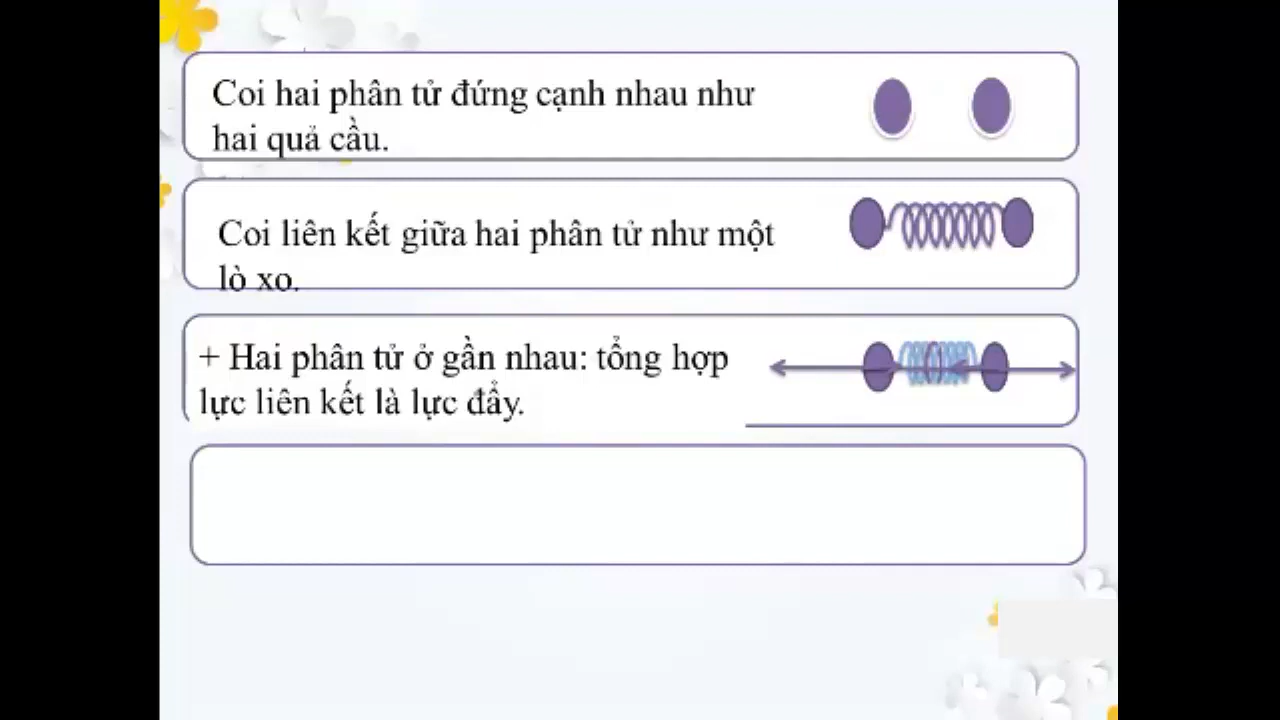 Coi hai phân tử đứng cạnh nhau như
hai quả cầu.
Coi liên kết giữa hai phân tử như một
lò xo.
+ Hai phân tử ở gần nhau: tổng hợp
lực liên kết là lực đẩy.